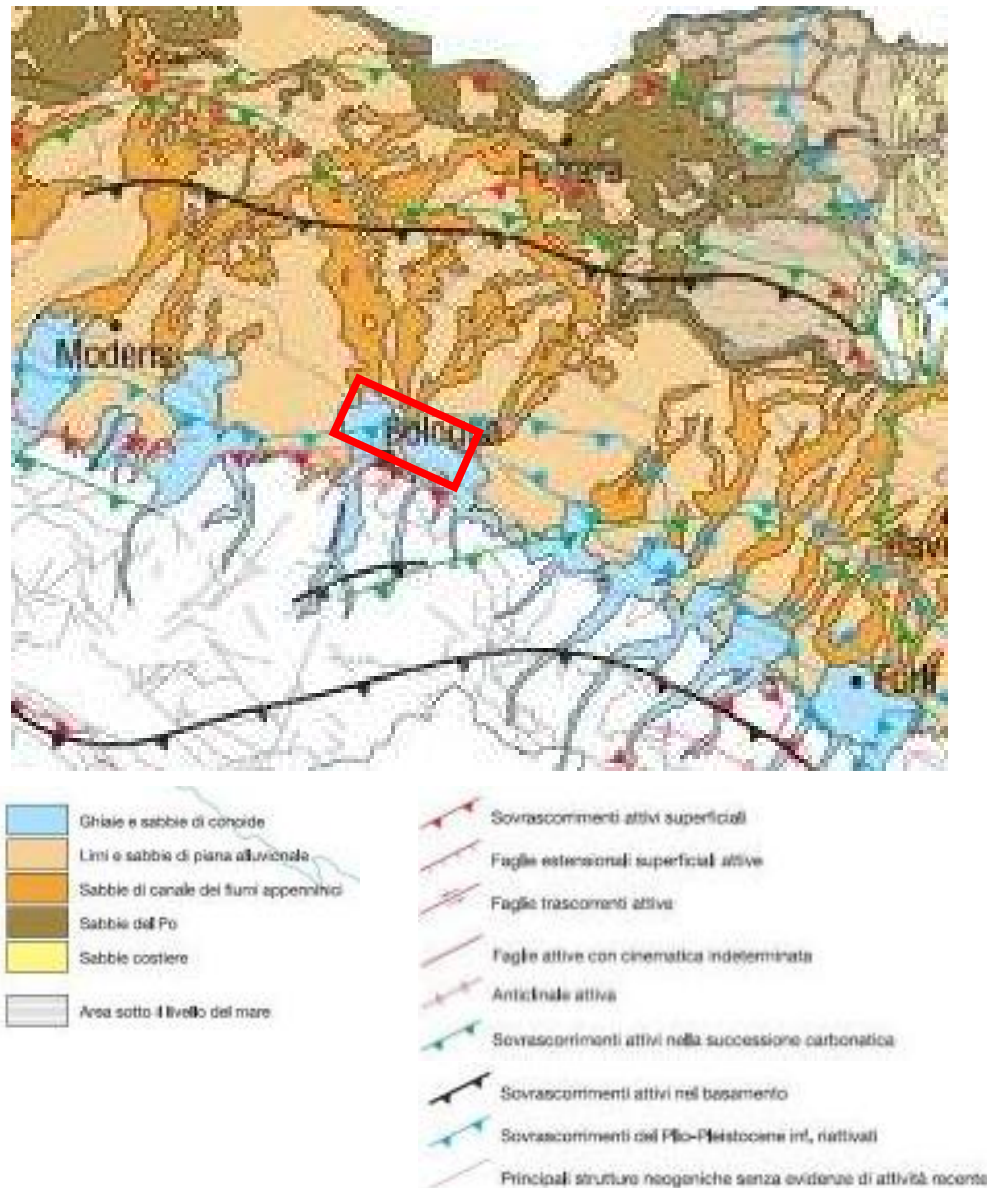 Ferrara
Modena
Bologna
Forlì
Ghiaie e sabbie di conoide
Limi e sabbie di piana alluvionale
Sabbie di canale dei fiumi appenninici
Sabbie del Po
Sabbie costiere
Area sotto il livello del mare
Sovrascorrimenti attivi superficiali
Faglie estensionali superficiali attive
Faglie trascorrenti attive
Faglie attive con cinematica indeterminata
Anticlinale attiva
Sovrascorrimenti attivi nella successione carbonatica
Sovrascorrimenti attivi nel basamento
Sovrascorrimenti del Plio-Pleistocene inf. riattivati
Principali strutture neogeniche senza evidenze di attività recente